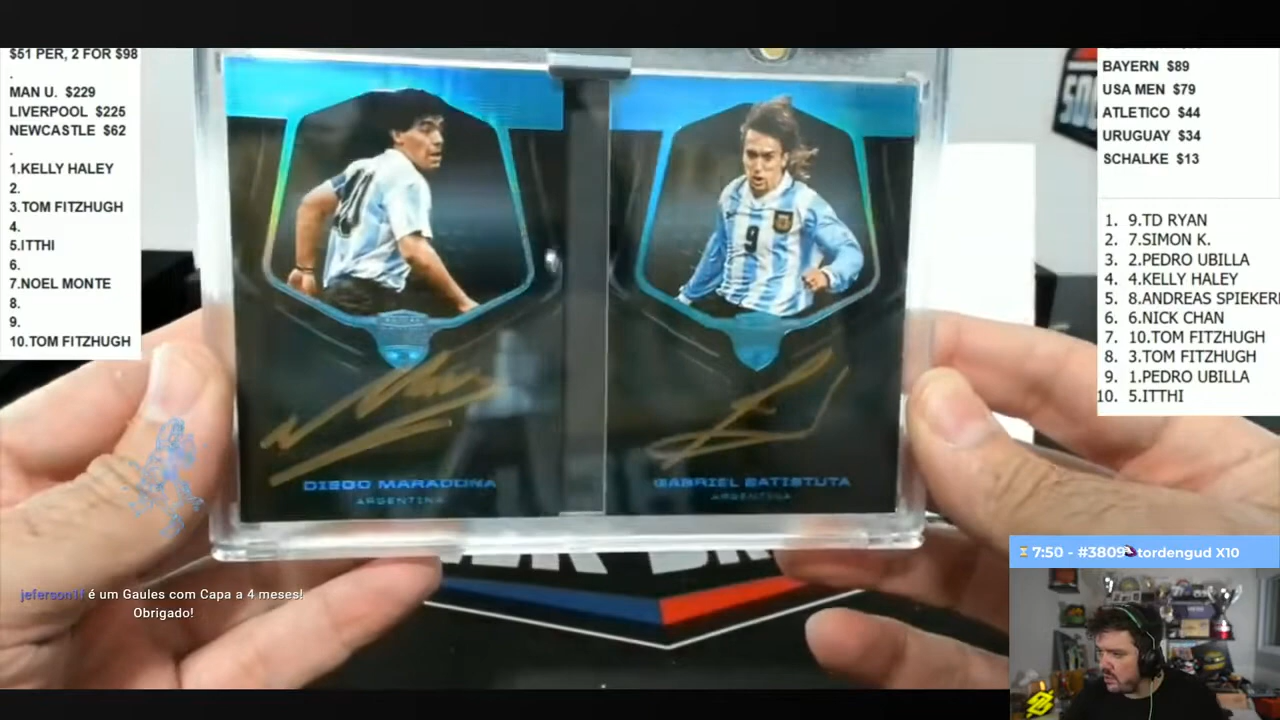 $51 PER, 2 FOR $98
.
MAN U. $229
LIVERPOOL $225
NEWCASTLE $62
.
1.KELLY HALEY
2.
3.TOM FITZHUGH
4.
5.ITTHI
6.
7.NOEL MONTE
8.
9.
10.TOM FITZHUGH
10
9
DIEGO MARADONA
ARGENTINA
GABRIEL BATISTUTA
ARGENTINA
BAYERN $89
USA MEN $79
ATLETICO $44
URUGUAY $34
SCHALKE $13
1. 9.TD RYAN
2. 7.SIMON K.
3. 2.PEDRO UBILLA
4. 4.KELLY HALEY
5. 8.ANDREAS SPIEKER
6. 6.NICK CHAN
7. 10.TOM FITZHUGH
8. 3.TOM FITZHUGH
9. 1.PEDRO UBILLA
10. 5.ITTHI
7:50 - #3809 tordengud X10
é um Gaules com Capa a 4 meses!
Obrigado!